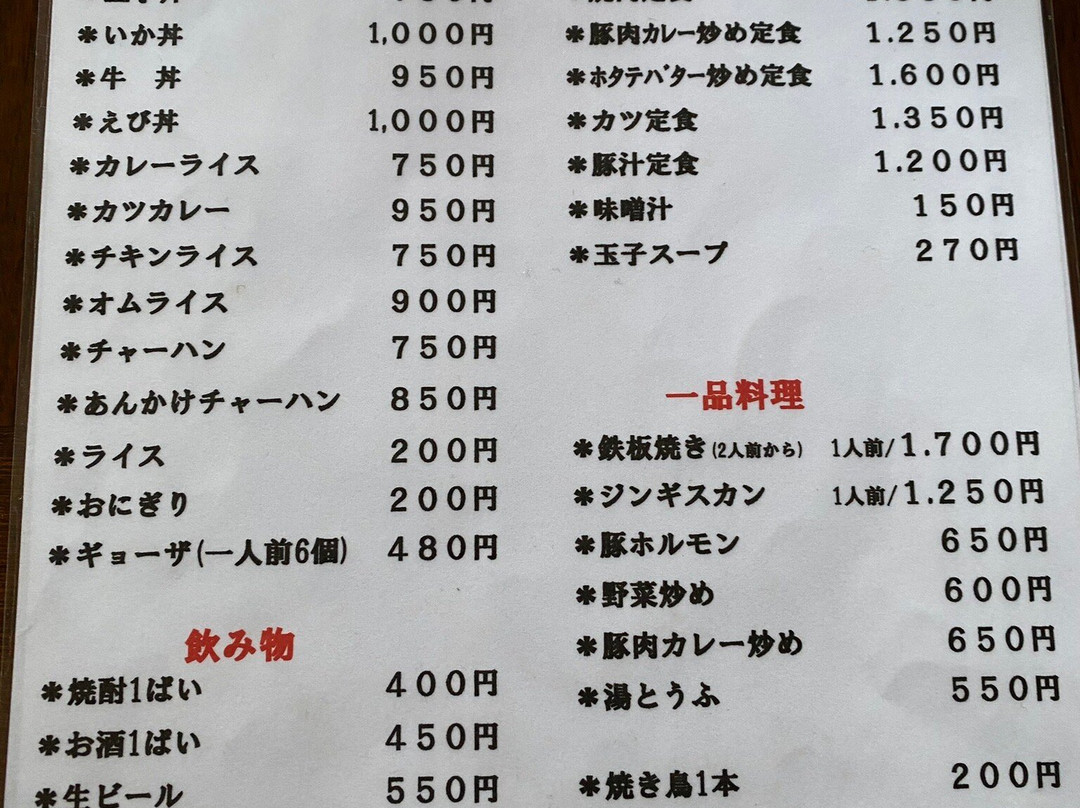 *いか丼 1,000円
*牛　丼 950円
*えび丼 1,000円
*カレーライス 750円
*カツカレー 950円
*チキンライス 750円
*オムライス 900円
*チャーハン 750円
*あんかけチャーハン 850円
*ライス 200円
*おにぎり 200円
*ギョーザ(一人前6個) 480円
飲み物
*焼酎1ぱい 400円
*お酒1ぱい 450円
*生ビール 550円
*豚肉カレー炒め定食 1.250円
*ホタテバター炒め定食 1.600円
*カツ定食 1.350円
*豚汁定食 1.200円
*味噌汁 150円
*玉子スープ 270円
一品料理
*鉄板焼き(2人前から) 1人前/1.700円
*ジンギスカン 1人前/1.250円
*豚ホルモン 650円
*野菜炒め 600円
*豚肉カレー炒め 650円
*湯とうふ 550円
*焼き鳥1本 200円